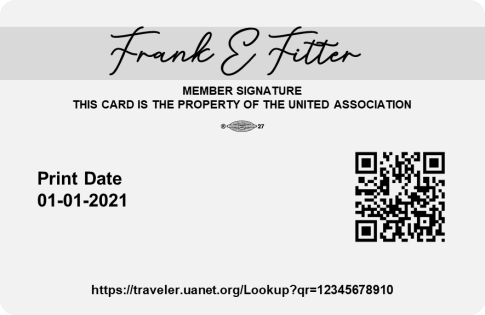 Frank E Fitter
MEMBER SIGNATURE
THIS CARD IS THE PROPERTY OF THE UNITED ASSOCIATION
® 27
Print Date
01-01-2021
https://traveler.uanet.org/Lookup?qr=12345678910